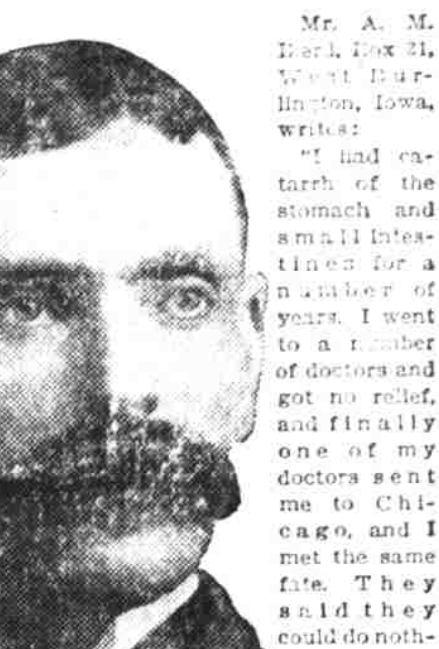 Mr. A. M.
Box 21,
West Bur-
lington, Iowa,
writes:
"I had ca-
tarrh of the
stomach and
small intes-
tines for a
number of
years. I went
to a number
of doctors and
got no relief,
and finally
one of my
doctors sent
me to Chi-
cago, and I
met the same
fate. They
said they
could do noth-